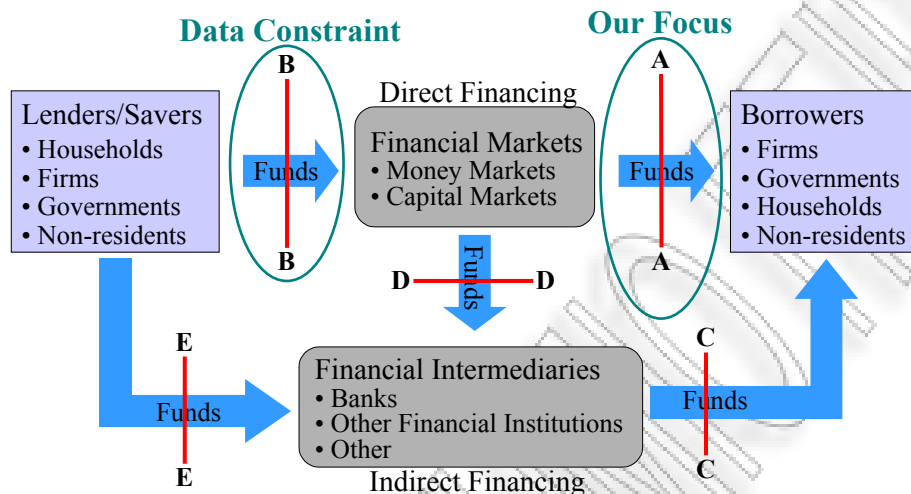 Data Constraint
Our Focus
B
A
Direct Financing
Lenders/Savers
• Households
• Firms
• Governments
• Non-residents
Funds
Financial Markets
• Money Markets
• Capital Markets
Funds
Borrowers
• Firms
• Governments
• Households
• Non-residents
B
A
D
Funds
D
E
C
Financial Intermediaries
• Banks
• Other Financial Institutions
• Other
Funds
Funds
E
C
Indirect Financing